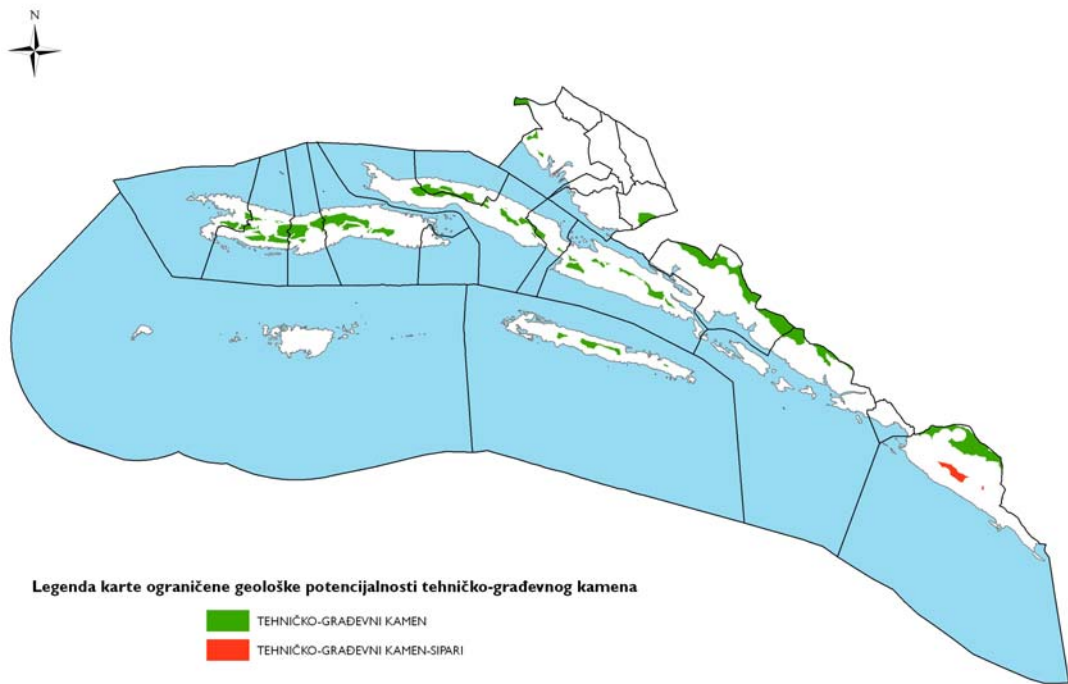 N
Legenda karte ograničene geološke potencijalnosti tehničko-građevnog kamena
TEHNIČKO-GRAĐEVNI KAMEN
TEHNIČKO-GRAĐEVNI KAMEN-SIPARI